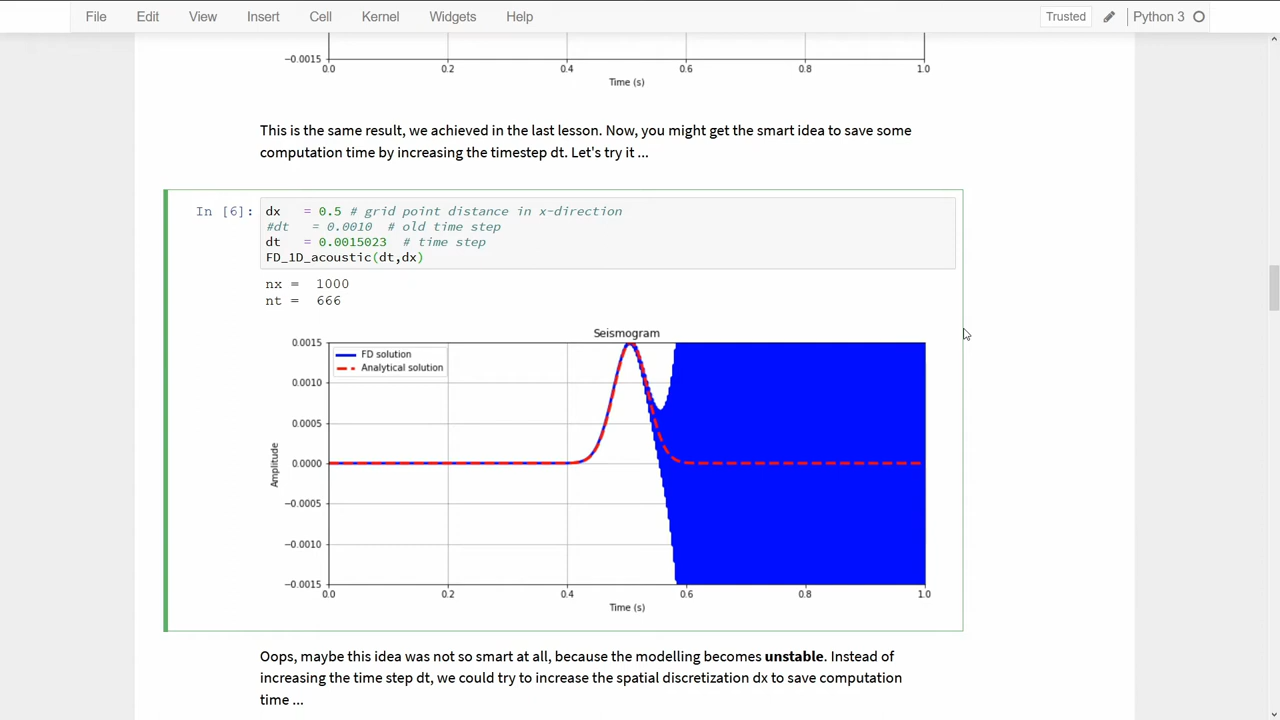 File Edit View Insert Cell Kernel Widgets Help Trusted Python 3
−0.0015
0.0 0.2 0.4 0.6 0.8 1.0
Time (s)
This is the same result, we achieved in the last lesson. Now, you might get the smart idea to save some
computation time by increasing the timestep dt. Let's try it ...
In [6]: dx = 0.5 # grid point distance in x-direction
#dt = 0.0010 # old time step
dt = 0.0015023 # time step
FD_1D_acoustic(dt,dx)
nx = 1000
nt = 666
Seismogram
FD solution
Analytical solution
0.0015
0.0010
0.0005
0.0000
−0.0005
−0.0010
−0.0015
Amplitude
0.0 0.2 0.4 0.6 0.8 1.0
Time (s)
Oops, maybe this idea was not so smart at all, because the modelling becomes unstable. Instead of
increasing the time step dt, we could try to increase the spatial discretization dx to save computation
time ...